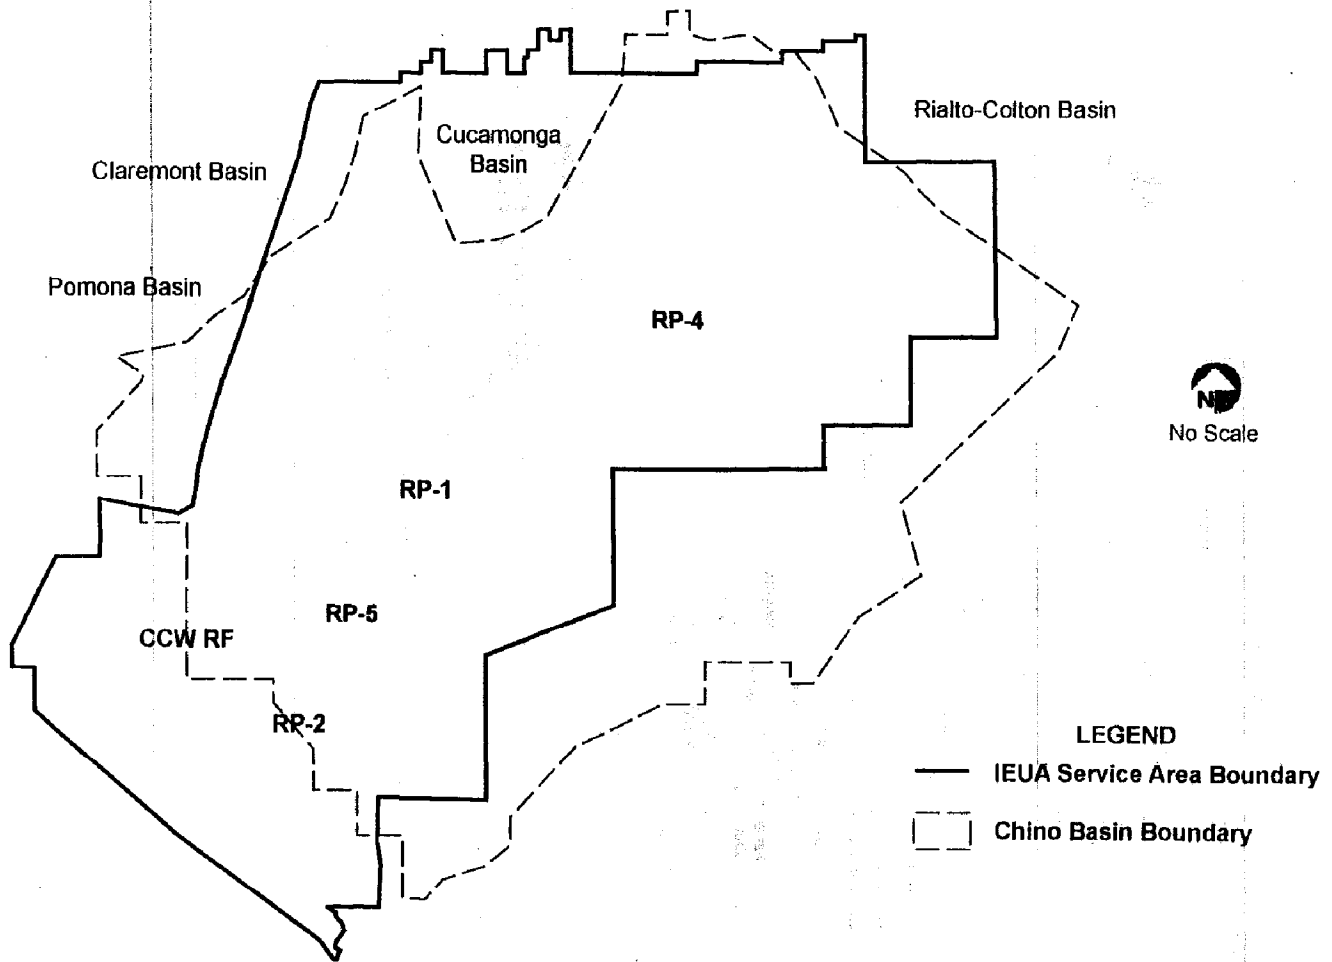 Rialto-Colton Basin
Cucamonga
Basin
Claremont Basin
Pomona Basin
RP-4
N
No Scale
RP-1
RP-5
CCW RF
RP-2
LEGEND
IEUA Service Area Boundary
Chino Basin Boundary